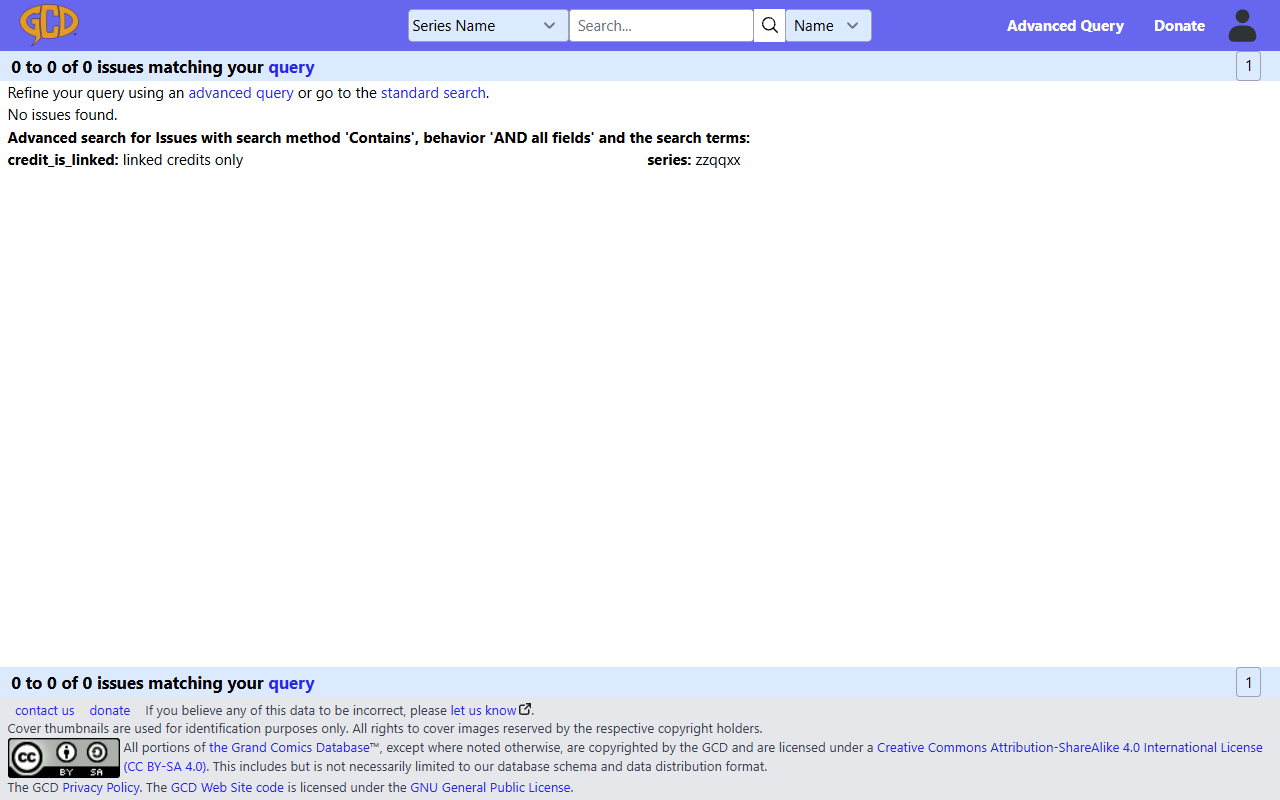 GCD
Series Name Search... Name Advanced Query Donate
0 to 0 of 0 issues matching your query 1
Refine your query using an advanced query or go to the standard search.
No issues found.
Advanced search for Issues with search method 'Contains', behavior 'AND all fields' and the search terms:
credit_is_linked: linked credits only series: zzqqxx
0 to 0 of 0 issues matching your query 1
contact us donate If you believe any of this data to be incorrect, please let us know.
Cover thumbnails are used for identification purposes only. All rights to cover images reserved by the respective copyright holders.
cc BY SA All portions of the Grand Comics Database™, except where noted otherwise, are copyrighted by the GCD and are licensed under a Creative Commons Attribution-ShareAlike 4.0 International License
(CC BY-SA 4.0). This includes but is not necessarily limited to our database schema and data distribution format.
The GCD Privacy Policy. The GCD Web Site code is licensed under the GNU General Public License.